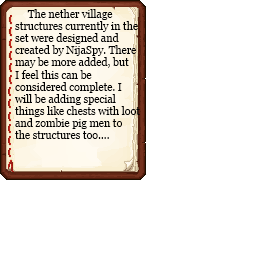 The nether village
structures currently in the
set were designed and
created by NijaSpy. There
may be more added, but
I feel this can be
considered complete. I
will be adding special
things like chests with loot
and zombie pig men to
the structures too....